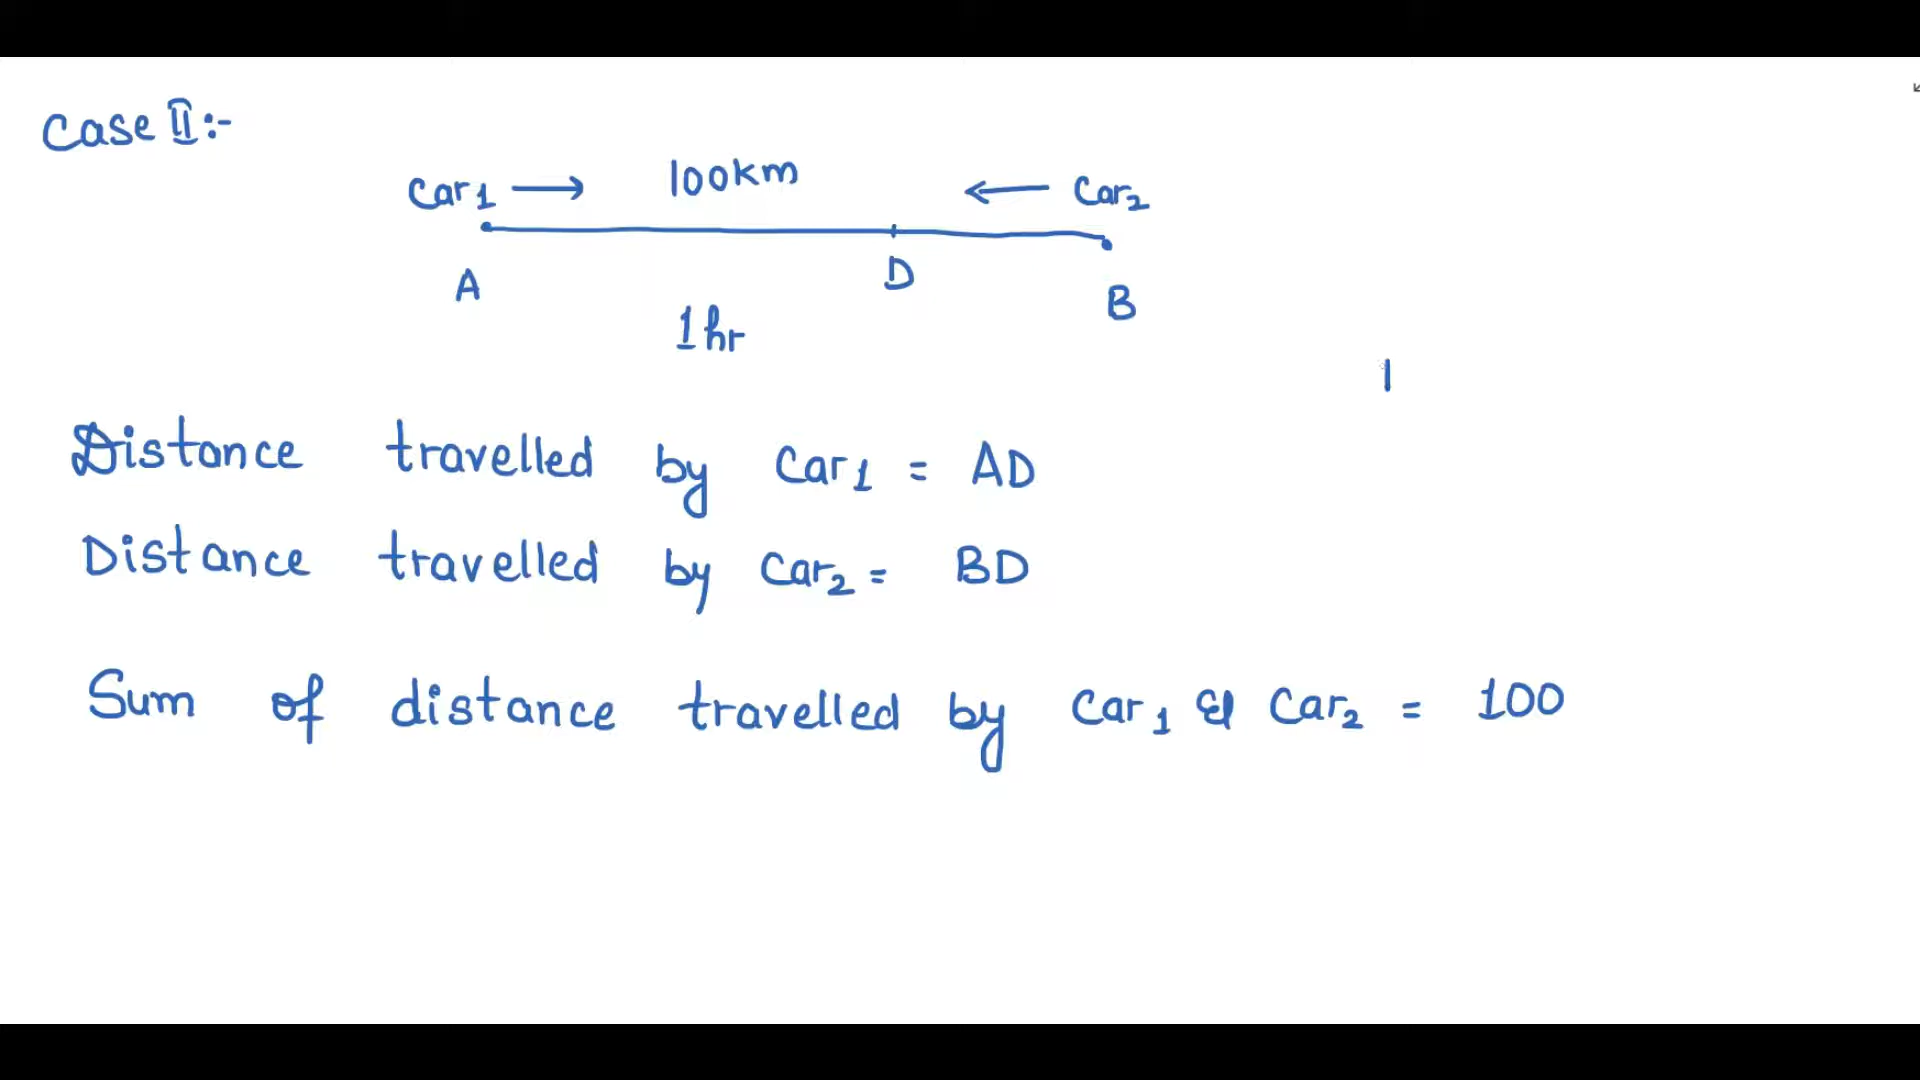 Case II:-
Car1 → 100km ← Car2
A D B
1hr
1
Distance travelled by Car1 = AD
Distance travelled by Car2 = BD
Sum of distance travelled by Car1 & Car2 = 100